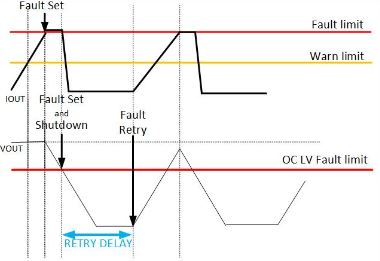 Fault Set
Fault limit
Warn limit
IOUT
Fault Set
and
Shutdown
Fault
Retry
VOUT
OC LV Fault limit
RETRY DELAY